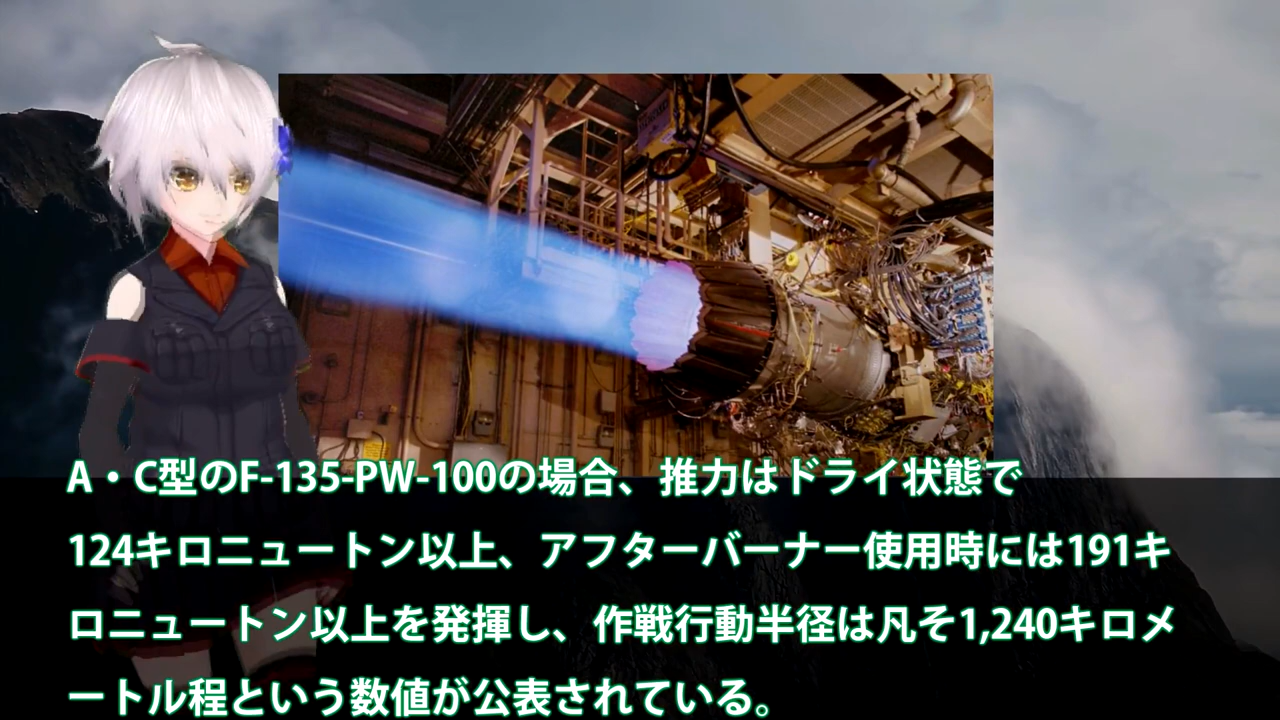 A・C型のF-135-PW-100の場合、推力はドライ状態で
124キロニュートン以上、アフターバーナー使用時には191キ
ロニュートン以上を発揮し、作戦行動半径は凡そ1,240キロメ
ートル程という数値が公表されている。